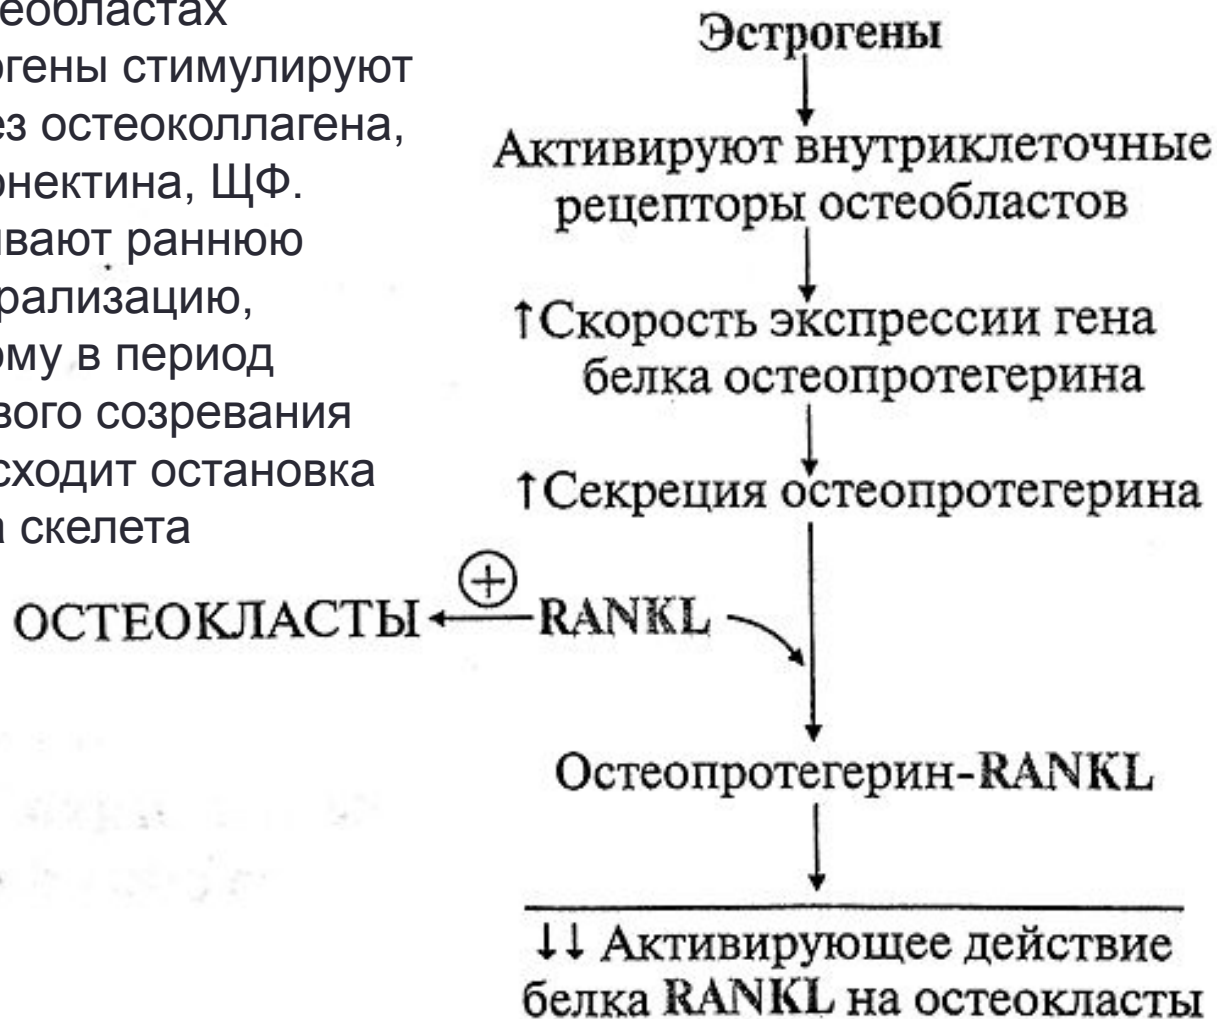 еобластах
огены стимулируют
ез остеоколлагена,
онектина, ЩФ.
ивают раннюю
рализацию,
ому в период
вого созревания
сходит остановка
а скелета
Эстрогены
Активируют внутриклеточные
рецепторы остеобластов
↑Скорость экспрессии гена
белка остеопротегерина
↑Секреция остеопротегерина
ОСТЕОКЛАСТЫ + RANKL
Остеопротегерин-RANKL
↓↓ Активирующее действие
белка RANKL на остеокласты